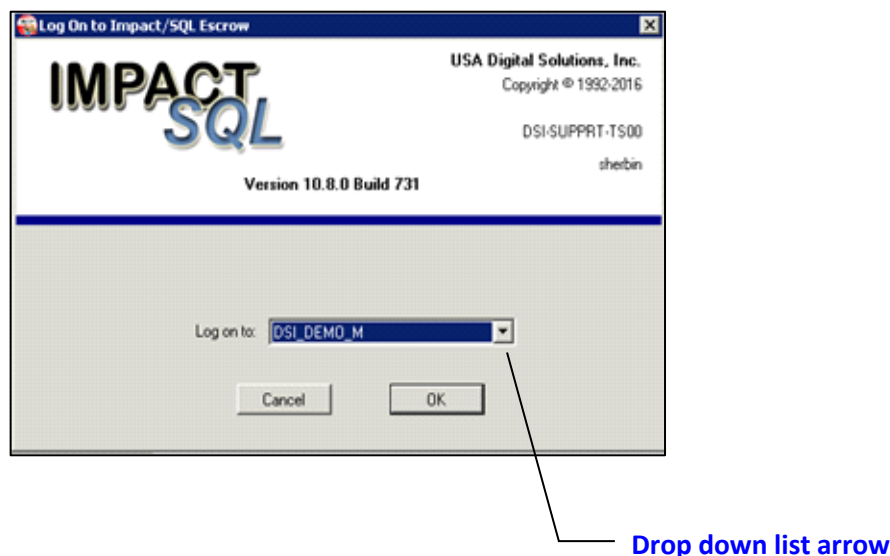 Log On to Impact/SQL Escrow
IMPACT
SQL
USA Digital Solutions, Inc.
Copyright © 1992-2016
DSI-SUPPRT-TS00
sherbin
Version 10.8.0 Build 731
Log on to: DSI_DEMO_M
Cancel OK
Drop down list arrow